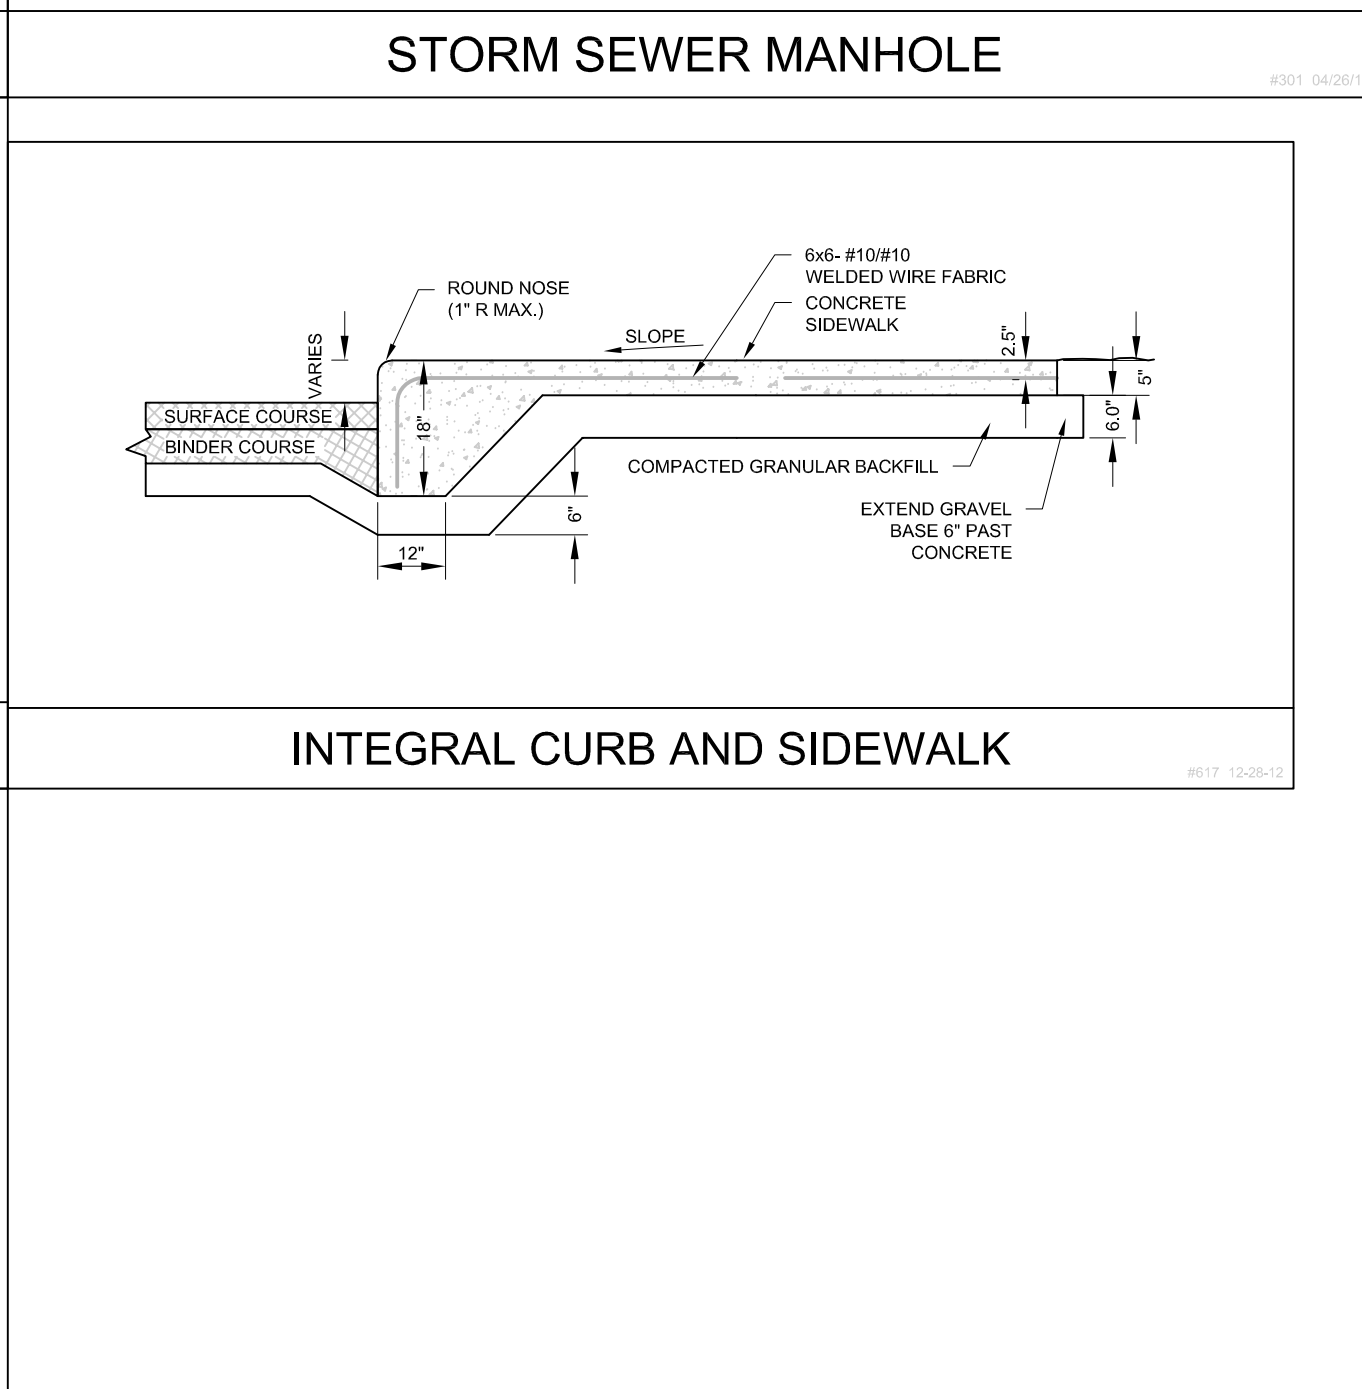 STORM SEWER MANHOLE
#301 04/26/1
6x6- #10/#10
WELDED WIRE FABRIC
ROUND NOSE
(1" R MAX.)
CONCRETE
SIDEWALK
SLOPE
VARIES
2.5"
5"
6.0"
SURFACE COURSE
18"
BINDER COURSE
COMPACTED GRANULAR BACKFILL
EXTEND GRAVEL
BASE 6" PAST
CONCRETE
6"
12"
INTEGRAL CURB AND SIDEWALK
#617 12-28-12